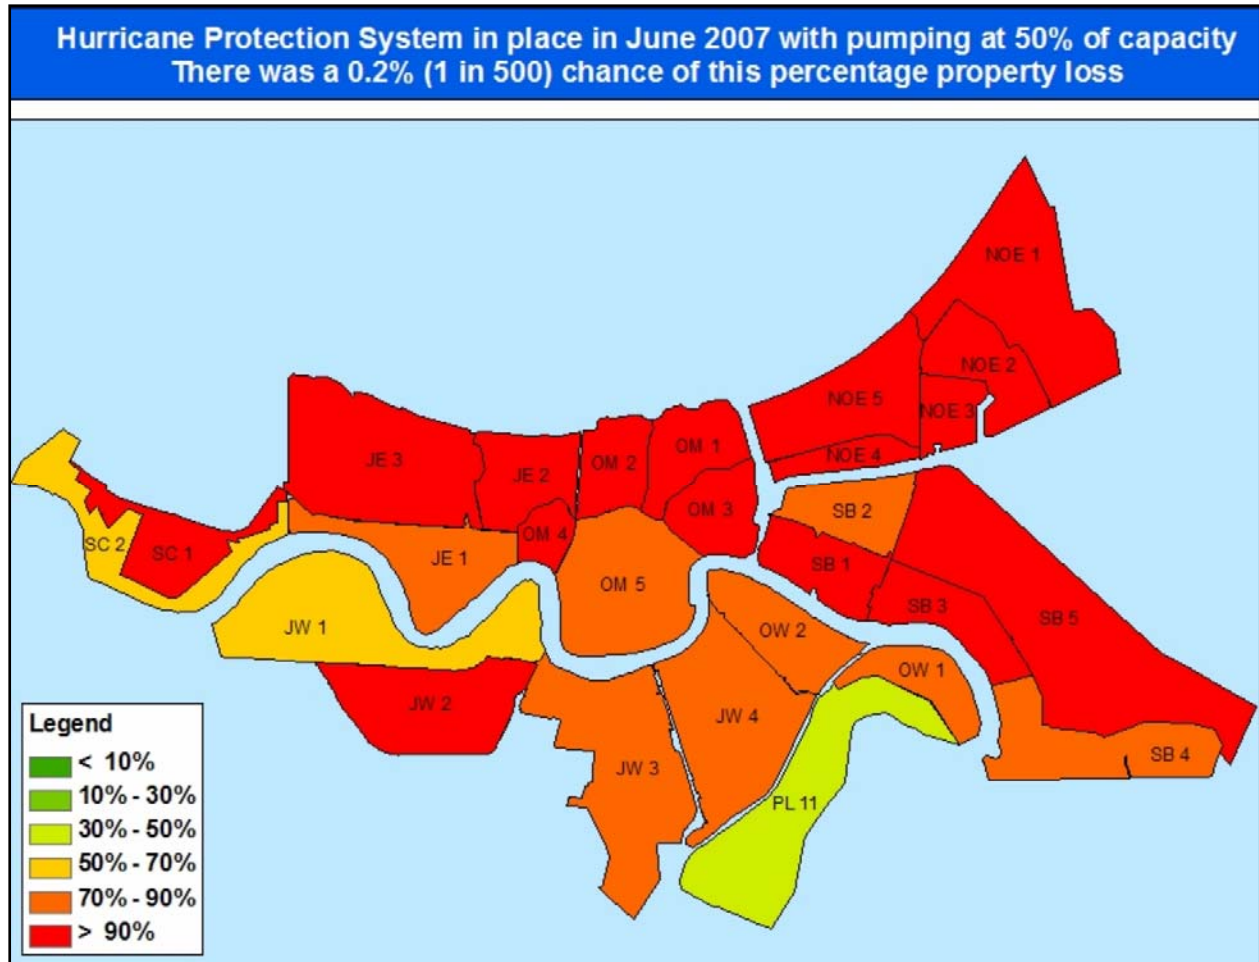 Hurricane Protection System in place in June 2007 with pumping at 50% of capacity
There was a 0.2% (1 in 500) chance of this percentage property loss
NOE 1
NOE 2
NOE 5
NOE 3
NOE 4
OM 1
OM 2
JE 3
JE 2
OM 3
SB 2
OM 4
SC 2
SC 1
JE 1
OM 5
SB 1
SB 3
SB 5
JW 1
OW 2
OW 1
JW 2
JW 4
SB 4
JW 3
PL 11
Legend
< 10%
10% - 30%
30% - 50%
50% - 70%
70% - 90%
> 90%